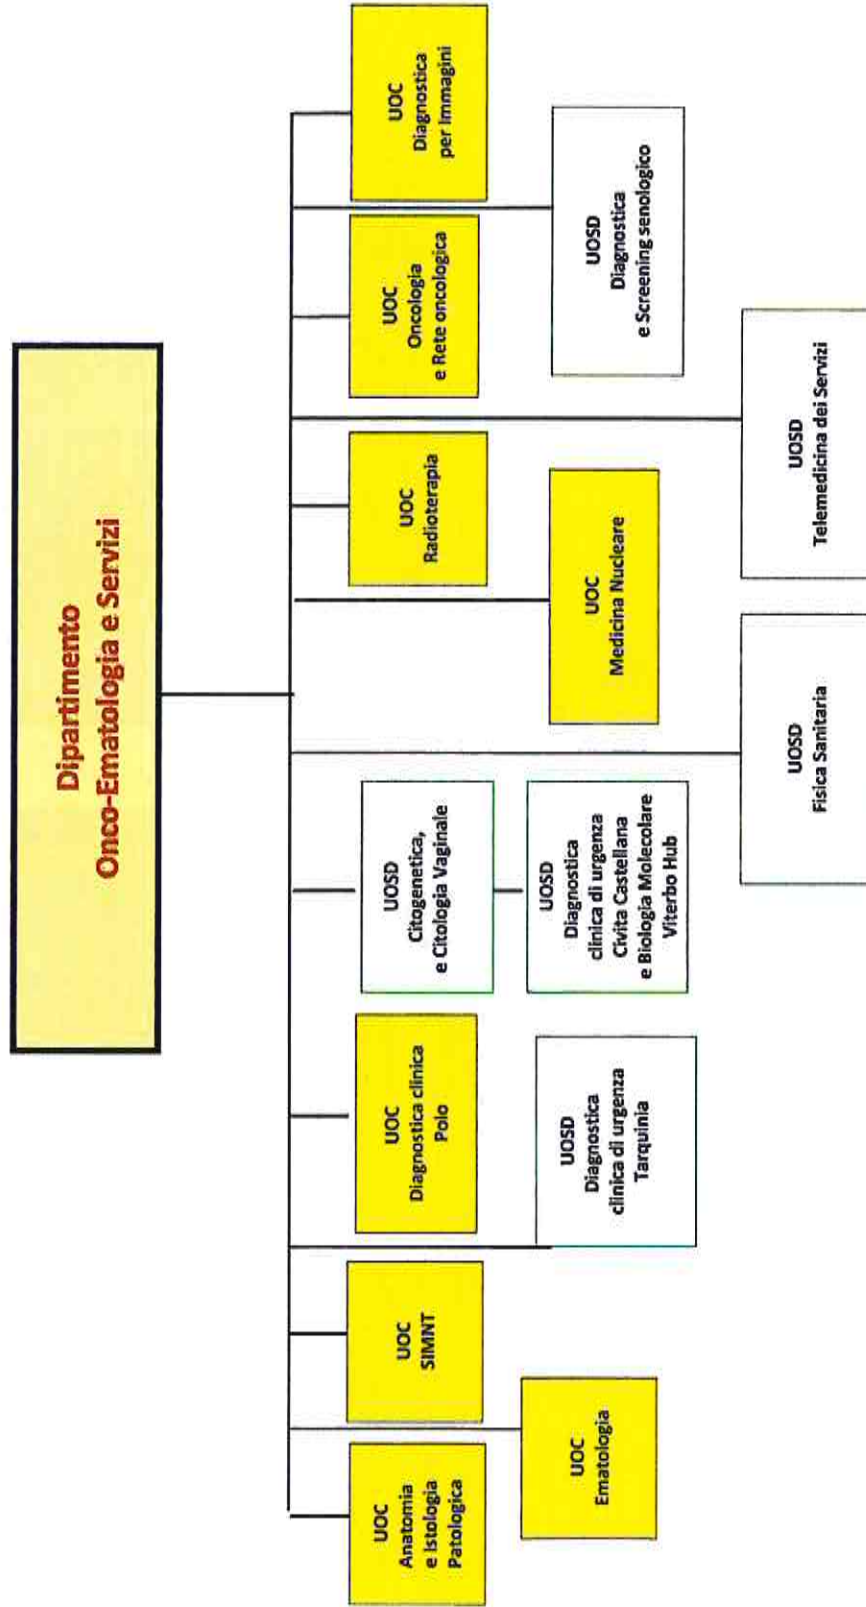 Dipartimento
Onco-Ematologia e Servizi
UOC
Anatomia
e Istologia
Patologica
UOC
SIMNT
UOC
Diagnostica clinica
Polo
UOSD
Citogenetica,
e Citologia Vaginale
UOC
Radioterapia
UOC
Oncologia
e Rete oncologica
UOC
Diagnostica
per Immagini
UOC
Ematologia
UOSD
Diagnostica
clinica di urgenza
Tarquinia
UOSD
Diagnostica
clinica di urgenza
Civita Castellana
e Biologia Molecolare
Viterbo Hub
UOC
Medicina Nucleare
UOSD
Diagnostica
e Screening senologico
UOSD
Fisica Sanitaria
UOSD
Telemedicina dei Servizi